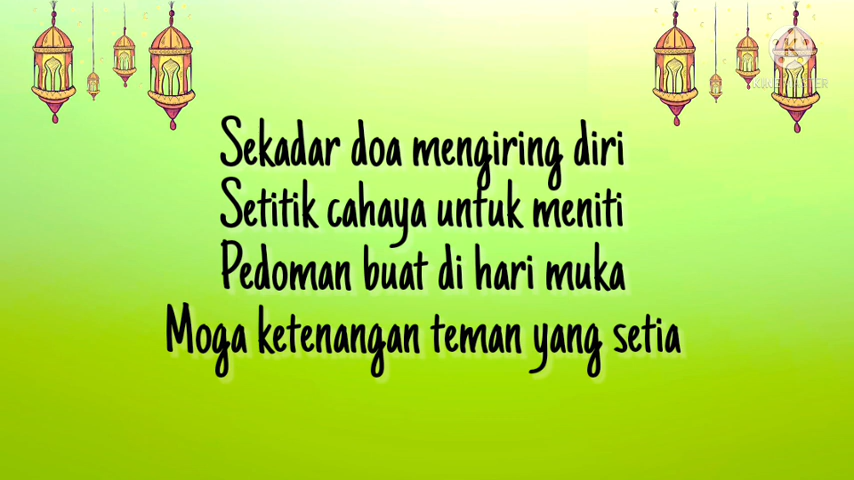 Sekadar doa mengiring diri
Setitik cahaya untuk meniti
Pedoman buat di hari muka
Moga ketenangan teman yang setia